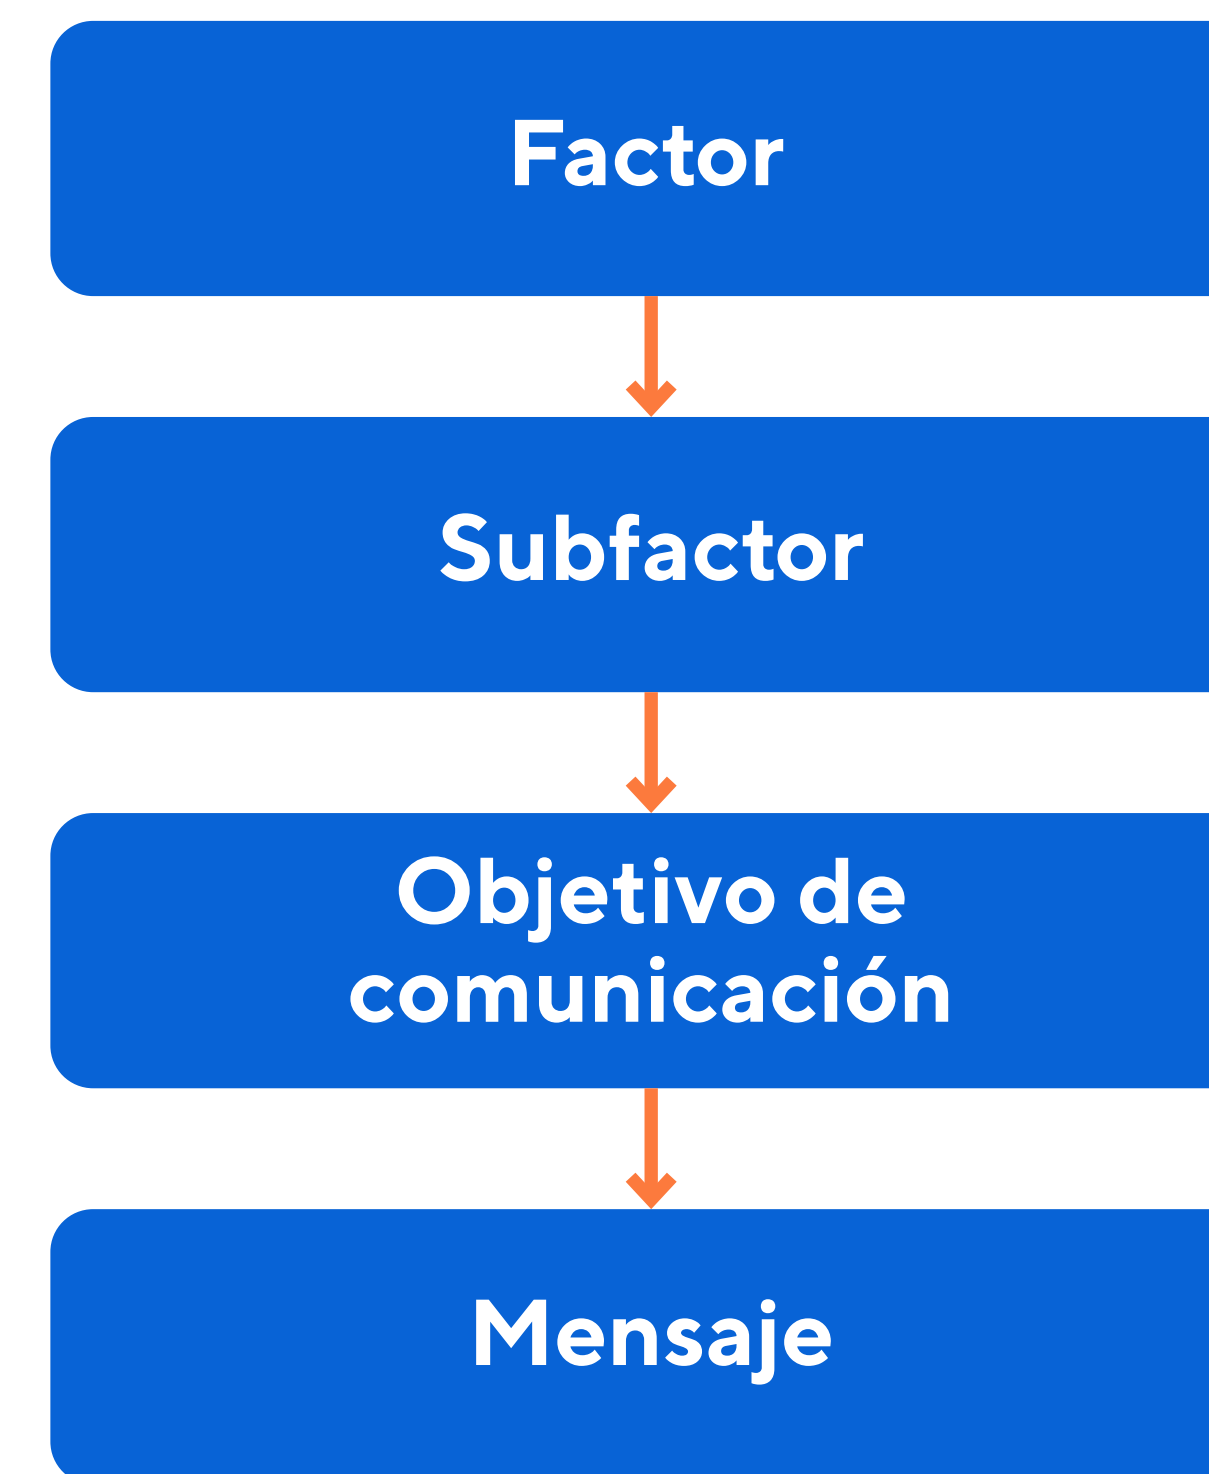 Factor
Subfactor
Objetivo de
comunicación
Mensaje